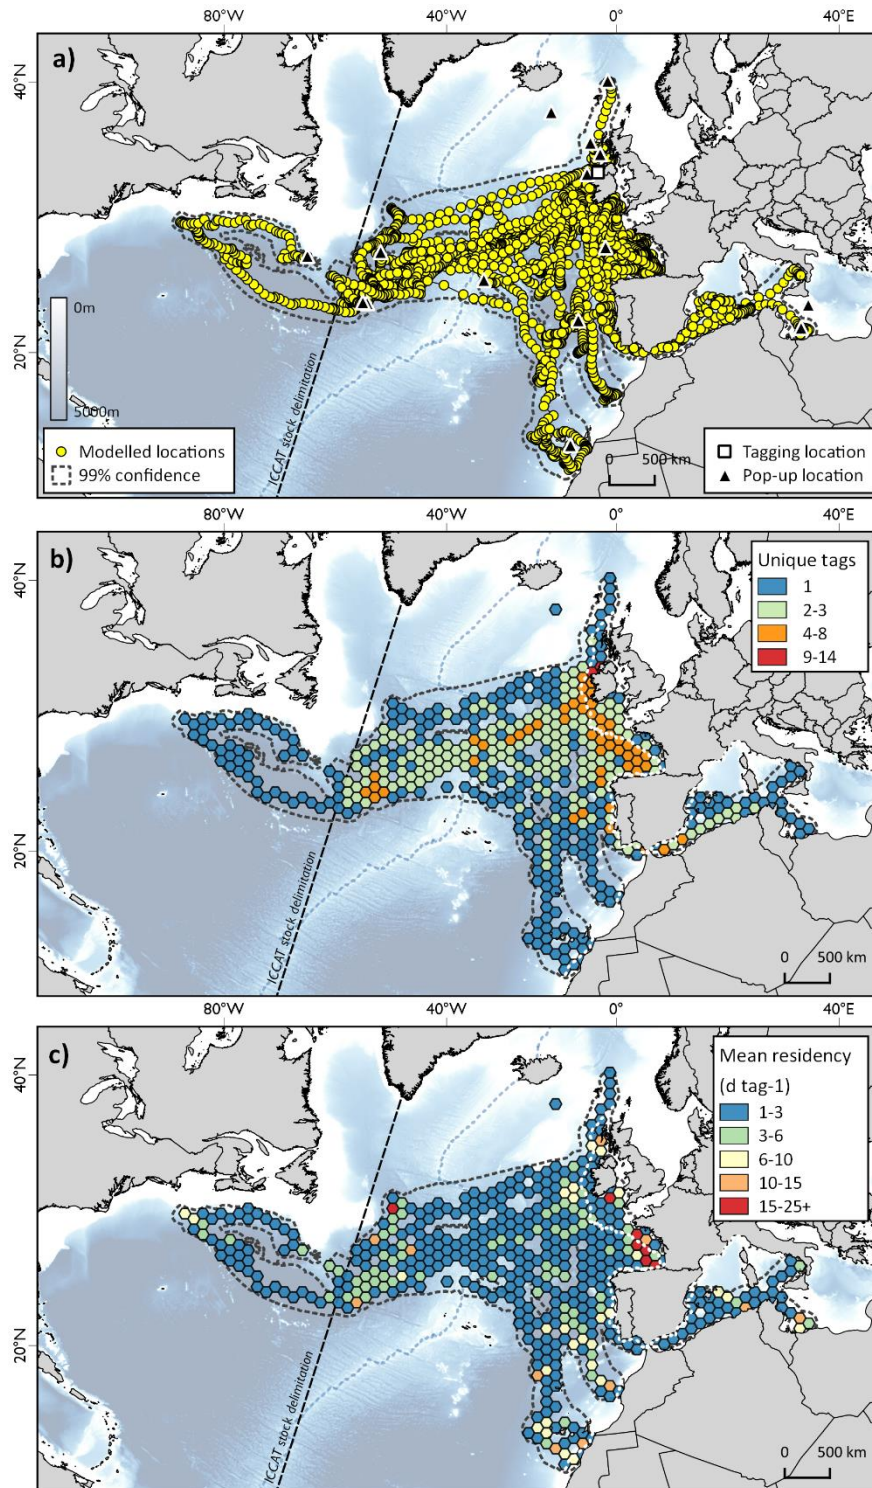 80°W 40°W 0° 40°E
a)
40°N
20°N
0m
5000m
ICCAT stock delimitation
Modelled locations
99% confidence
0 500 km
Tagging location
Pop-up location
80°W 40°W 0° 40°E
b)
40°N
20°N
Unique tags
1
2-3
4-8
9-14
ICCAT stock delimitation
0 500 km
80°W 40°W 0° 40°E
c)
40°N
20°N
Mean residency
(d tag-1)
1-3
3-6
6-10
10-15
15-25+
ICCAT stock delimitation
0 500 km